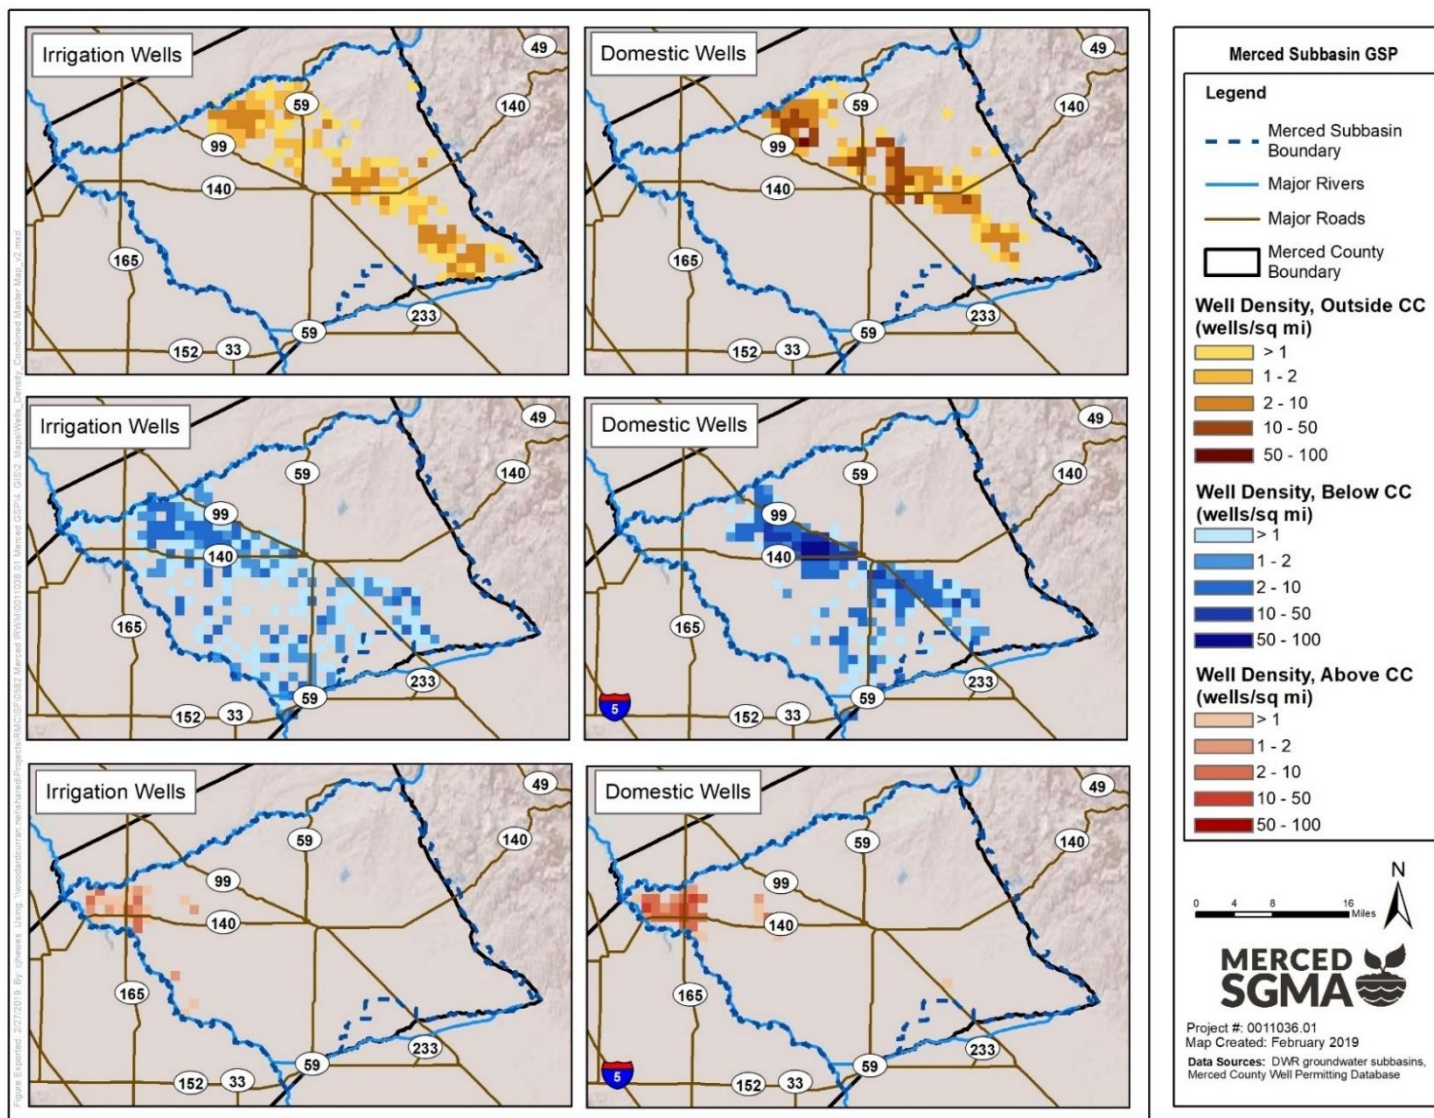 Irrigation Wells
49
59
140
99
140
165
59
233
152
33
Domestic Wells
49
59
140
99
140
165
59
233
152
33
Irrigation Wells
49
59
140
99
140
165
59
233
152
33
Domestic Wells
49
59
140
99
140
165
59
233
5
152
33
Irrigation Wells
49
59
140
99
140
165
59
233
152
33
Domestic Wells
49
59
140
99
140
165
59
233
5
152
33
Merced Subbasin GSP
Legend
Merced Subbasin
Boundary
Major Rivers
Major Roads
Merced County
Boundary
Well Density, Outside CC
(wells/sq mi)
> 1
1 - 2
2 - 10
10 - 50
50 - 100
Well Density, Below CC
(wells/sq mi)
> 1
1 - 2
2 - 10
10 - 50
50 - 100
Well Density, Above CC
(wells/sq mi)
> 1
1 - 2
2 - 10
10 - 50
50 - 100
N
0 4 8 16
Miles
MERCED
SGMA
Project #: 0011036.01
Map Created: February 2019
Data Sources: DWR groundwater subbasins,
Merced County Well Permitting Database
Figure Exported: 2/27/2019 By: cjhewes Using: